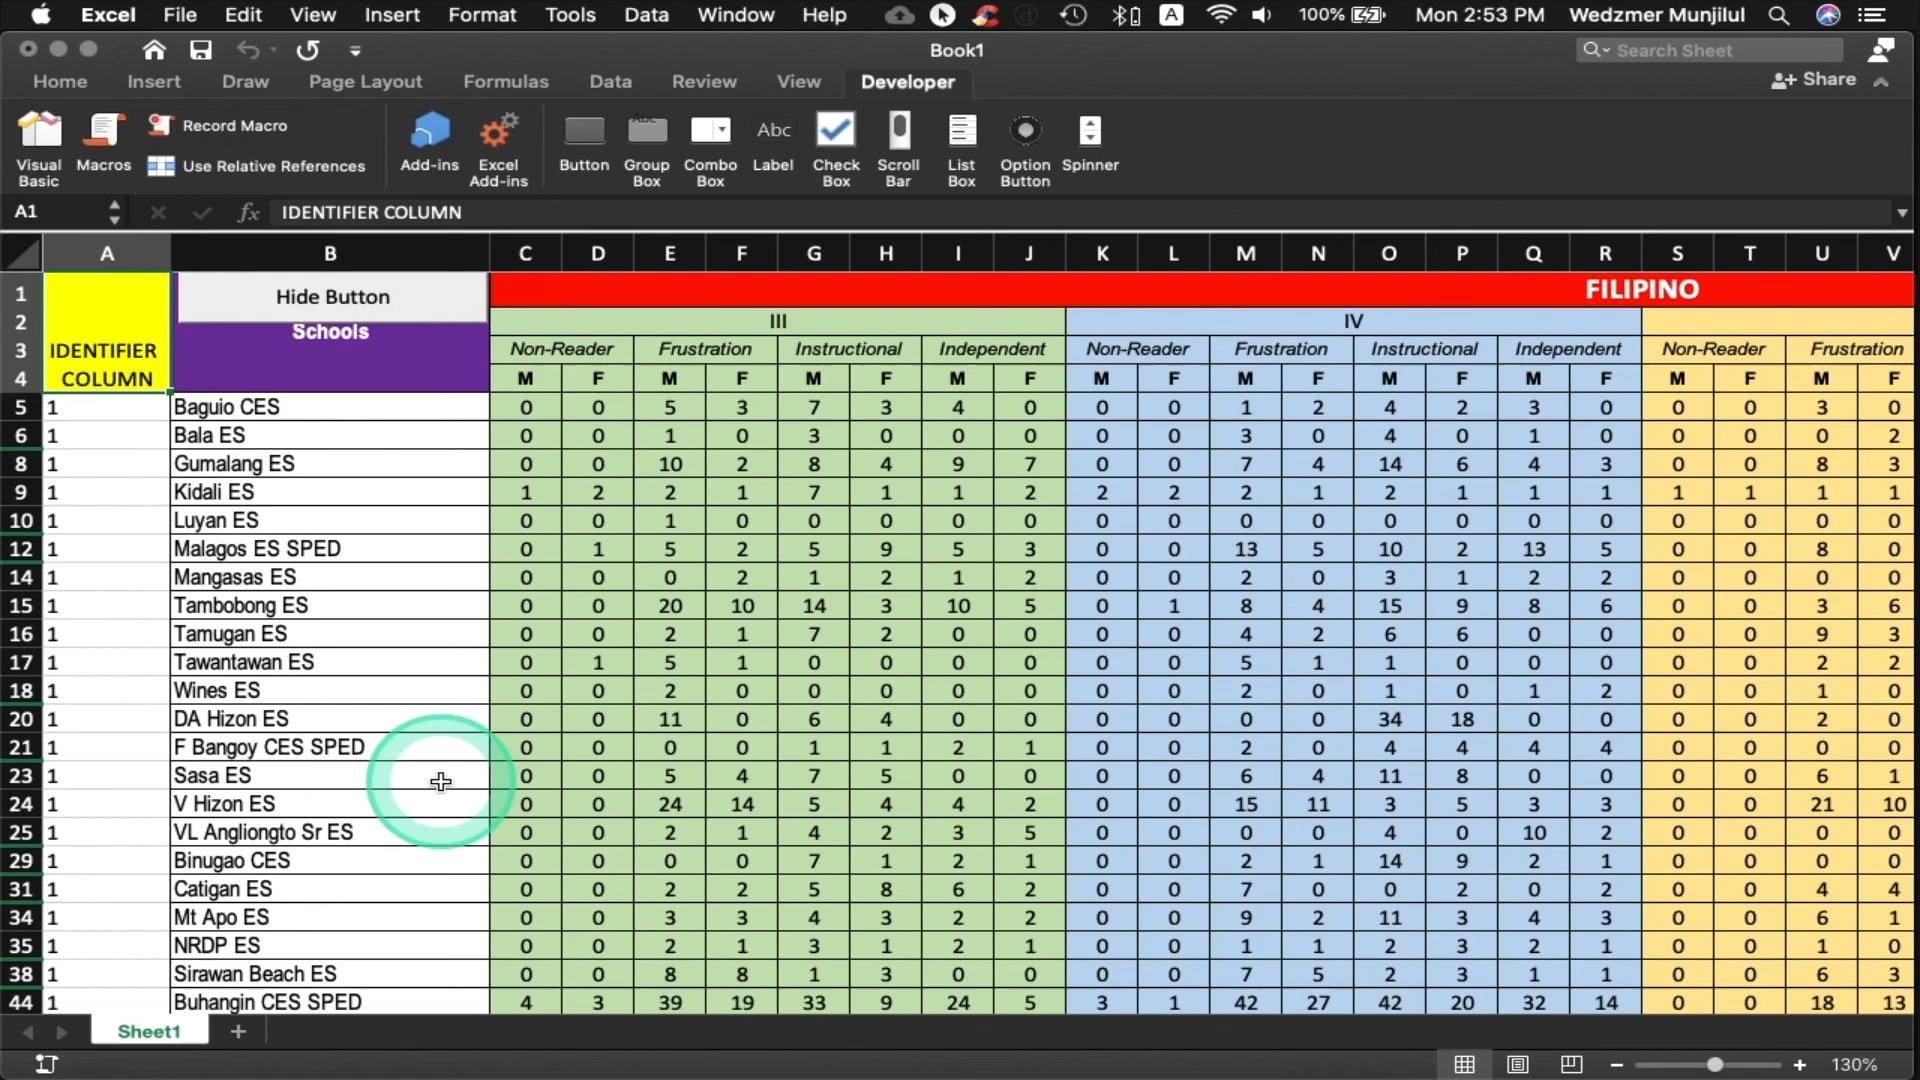 Excel File Edit View Insert Format Tools Data Window Help A 100% Mon 2:53 PM Wedzmer Munjilul
Book1 Search Sheet
Home Insert Draw Page Layout Formulas Data Review View Developer Share
Visual Basic Macros Record Macro Use Relative References Add-ins Excel Add-ins Button Abc Group Box Combo Box Abc Label Check Box Scroll Bar List Box Option Button Spinner
A1 fx IDENTIFIER COLUMN
A B C D E F G H I J K L M N O P Q R S T U V
1 Hide Button FILIPINO
2 Schools III IV
3 IDENTIFIER Non-Reader Frustration Instructional Independent Non-Reader Frustration Instructional Independent Non-Reader Frustration
4 COLUMN M F M F M F M F M F M F M F M F M F M F
5 1 Baguio CES 0 0 5 3 7 3 4 0 0 0 1 2 4 2 3 0 0 0 3 0
6 1 Bala ES 0 0 1 0 3 0 0 0 0 0 3 0 4 0 1 0 0 0 0 2
8 1 Gumalang ES 0 0 10 2 8 4 9 7 0 0 7 4 14 6 4 3 0 0 8 3
9 1 Kidali ES 1 2 2 1 7 1 1 2 2 2 2 1 2 1 1 1 1 1 1 1
10 1 Luyan ES 0 0 1 0 0 0 0 0 0 0 0 0 0 0 0 0 0 0 0 0
12 1 Malagos ES SPED 0 1 5 2 5 9 5 3 0 0 13 5 10 2 13 5 0 0 8 0
14 1 Mangasas ES 0 0 0 2 1 2 1 2 0 0 2 0 3 1 2 2 0 0 0 0
15 1 Tambobong ES 0 0 20 10 14 3 10 5 0 1 8 4 15 9 8 6 0 0 3 6
16 1 Tamugan ES 0 0 2 1 7 2 0 0 0 0 4 2 6 6 0 0 0 0 9 3
17 1 Tawantawan ES 0 1 5 1 0 0 0 0 0 0 5 1 1 0 0 0 0 0 2 2
18 1 Wines ES 0 0 2 0 0 0 0 0 0 0 2 0 1 0 1 2 0 0 1 0
20 1 DA Hizon ES 0 0 11 0 6 4 0 0 0 0 0 0 34 18 0 0 0 0 2 0
21 1 F Bangoy CES SPED 0 0 0 0 1 1 2 1 0 0 2 0 4 4 4 4 0 0 0 0
23 1 Sasa ES 0 0 5 4 7 5 0 0 0 0 6 4 11 8 0 0 0 0 6 1
24 1 V Hizon ES 0 0 24 14 5 4 4 2 0 0 15 11 3 5 3 3 0 0 21 10
25 1 VL Angliongto Sr ES 0 0 2 1 4 2 3 5 0 0 0 0 4 0 10 2 0 0 0 0
29 1 Binugao CES 0 0 0 0 7 1 2 1 0 0 2 1 14 9 2 1 0 0 0 0
31 1 Catigan ES 0 0 2 2 5 8 6 2 0 0 7 0 0 2 0 2 0 0 4 4
34 1 Mt Apo ES 0 0 3 3 4 3 2 2 0 0 9 2 11 3 4 3 0 0 6 1
35 1 NRDP ES 0 0 2 1 3 1 2 1 0 0 1 1 2 3 2 1 0 0 1 0
38 1 Sirawan Beach ES 0 0 8 8 1 3 0 0 0 0 7 5 2 3 1 1 0 0 6 3
44 1 Buhangin CES SPED 4 3 39 19 33 9 24 5 3 1 42 27 42 20 32 14 0 0 18 13
Sheet1
130%